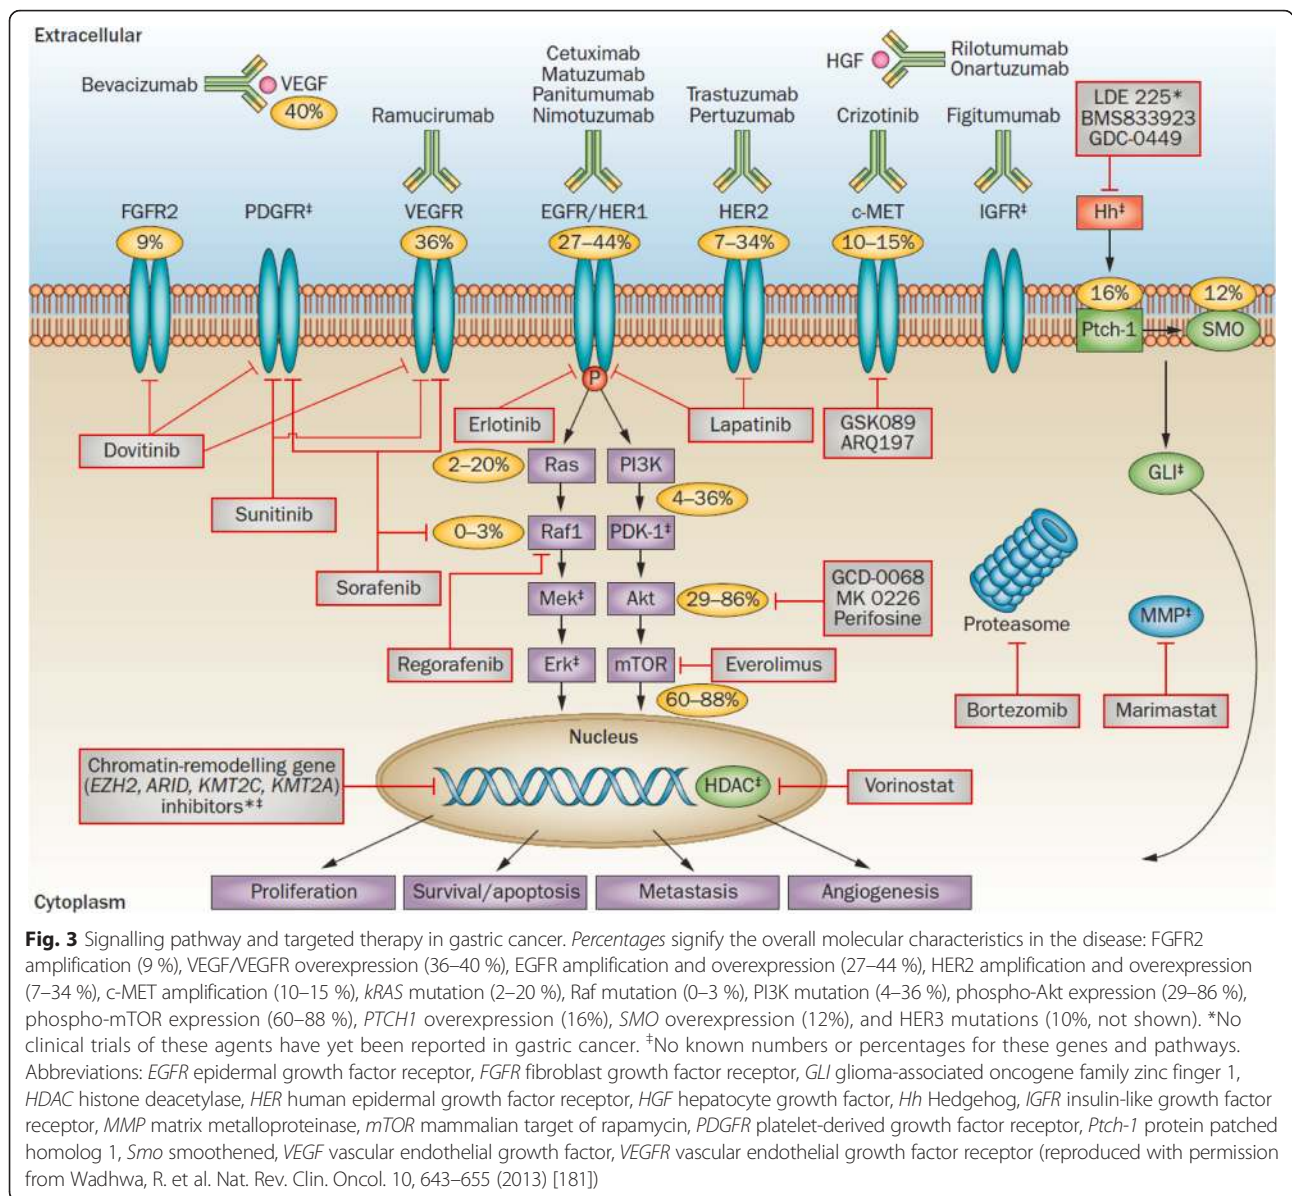 Extracellular
Bevacizumab
VEGF
40%
Ramucirumab
Cetuximab
Matuzumab
Panitumumab
Nimotuzumab
Trastuzumab
Pertuzumab
HGF
Rilotumumab
Onartuzumab
Crizotinib
Figitumumab
LDE 225*
BMS833923
GDC-0449
FGFR2
9%
PDGFR‡
VEGFR
36%
EGFR/HER1
27–44%
HER2
7–34%
c-MET
10–15%
IGFR‡
Hh‡
16%
Ptch-1
12%
SMO
P
Dovitinib
Erlotinib
Lapatinib
GSK089
ARQ197
2–20%
Ras
PI3K
4–36%
GLI‡
Sunitinib
0–3%
Raf1
PDK-1‡
Sorafenib
Mek‡
Akt
29–86%
GCD-0068
MK 0226
Perifosine
Proteasome
MMP‡
Regorafenib
Erk‡
mTOR
Everolimus
60–88%
Bortezomib
Marimastat
Nucleus
Chromatin-remodelling gene
(EZH2, ARID, KMT2C, KMT2A)
inhibitors*‡
HDAC‡
Vorinostat
Proliferation
Survival/apoptosis
Metastasis
Angiogenesis
Cytoplasm
Fig. 3 Signalling pathway and targeted therapy in gastric cancer. Percentages signify the overall molecular characteristics in the disease: FGFR2
amplification (9 %), VEGF/VEGFR overexpression (36–40 %), EGFR amplification and overexpression (27–44 %), HER2 amplification and overexpression
(7–34 %), c-MET amplification (10–15 %), kRAS mutation (2–20 %), Raf mutation (0–3 %), PI3K mutation (4–36 %), phospho-Akt expression (29–86 %),
phospho-mTOR expression (60–88 %), PTCH1 overexpression (16%), SMO overexpression (12%), and HER3 mutations (10%, not shown). *No
clinical trials of these agents have yet been reported in gastric cancer. ‡No known numbers or percentages for these genes and pathways.
Abbreviations: EGFR epidermal growth factor receptor, FGFR fibroblast growth factor receptor, GLI glioma-associated oncogene family zinc finger 1,
HDAC histone deacetylase, HER human epidermal growth factor receptor, HGF hepatocyte growth factor, Hh Hedgehog, IGFR insulin-like growth factor
receptor, MMP matrix metalloproteinase, mTOR mammalian target of rapamycin, PDGFR platelet-derived growth factor receptor, Ptch-1 protein patched
homolog 1, Smo smoothened, VEGF vascular endothelial growth factor, VEGFR vascular endothelial growth factor receptor (reproduced with permission
from Wadhwa, R. et al. Nat. Rev. Clin. Oncol. 10, 643–655 (2013) [181])